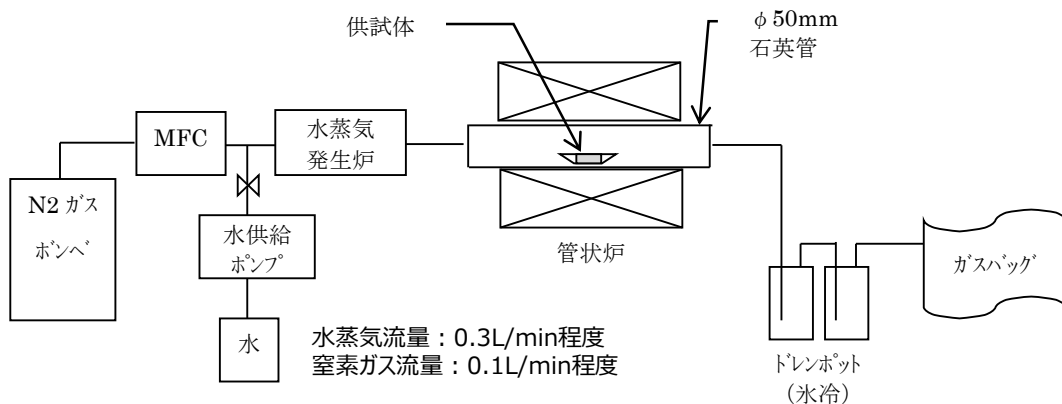 供試体
φ50mm
石英管
MFC
水蒸気
発生炉
N2 ガス
ボンベ
水供給
ポンプ
水
管状炉
ガスバッグ
ドレンポット
（氷冷）
水蒸気流量：0.3L/min程度
窒素ガス流量：0.1L/min程度